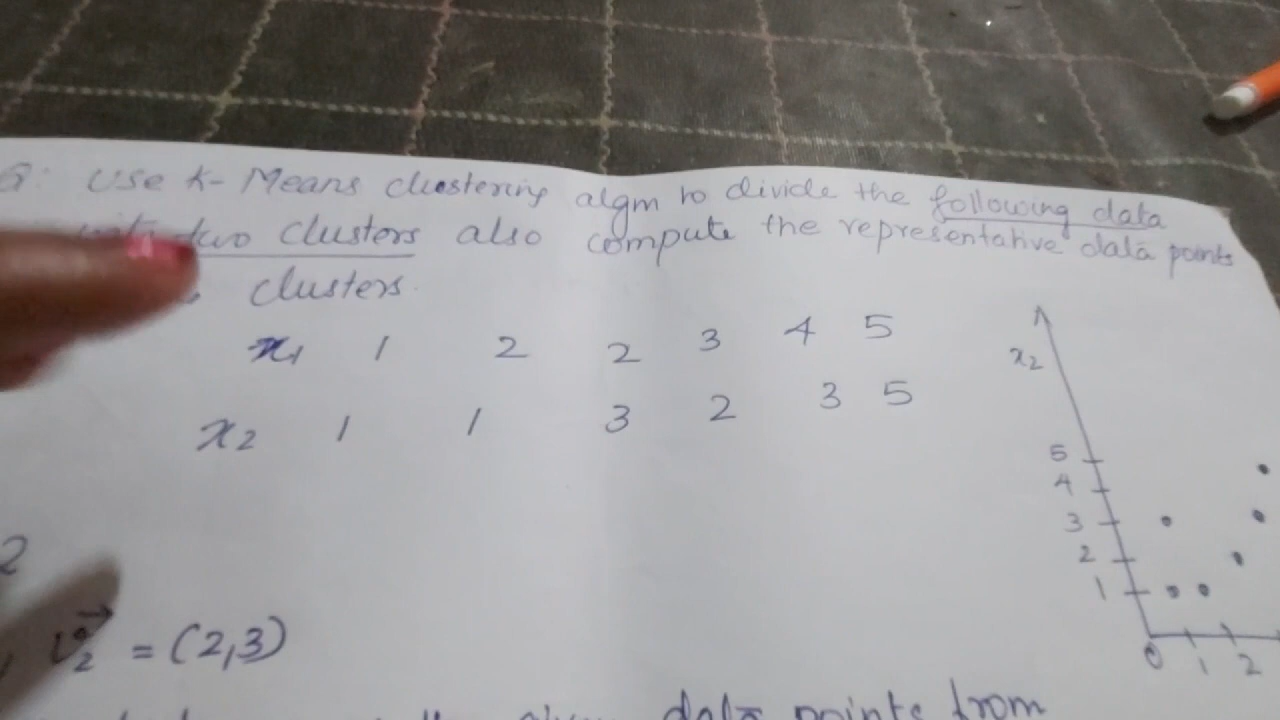 Q: Use K-Means clustering algm to divide the following data
two clusters also compute the representative data points
clusters.
x1 1 2 2 3 4 5
x2 1 1 3 2 3 5
x2
5
4
3
2
1
0 1 2
2
v2 = (2,3)
given data points from